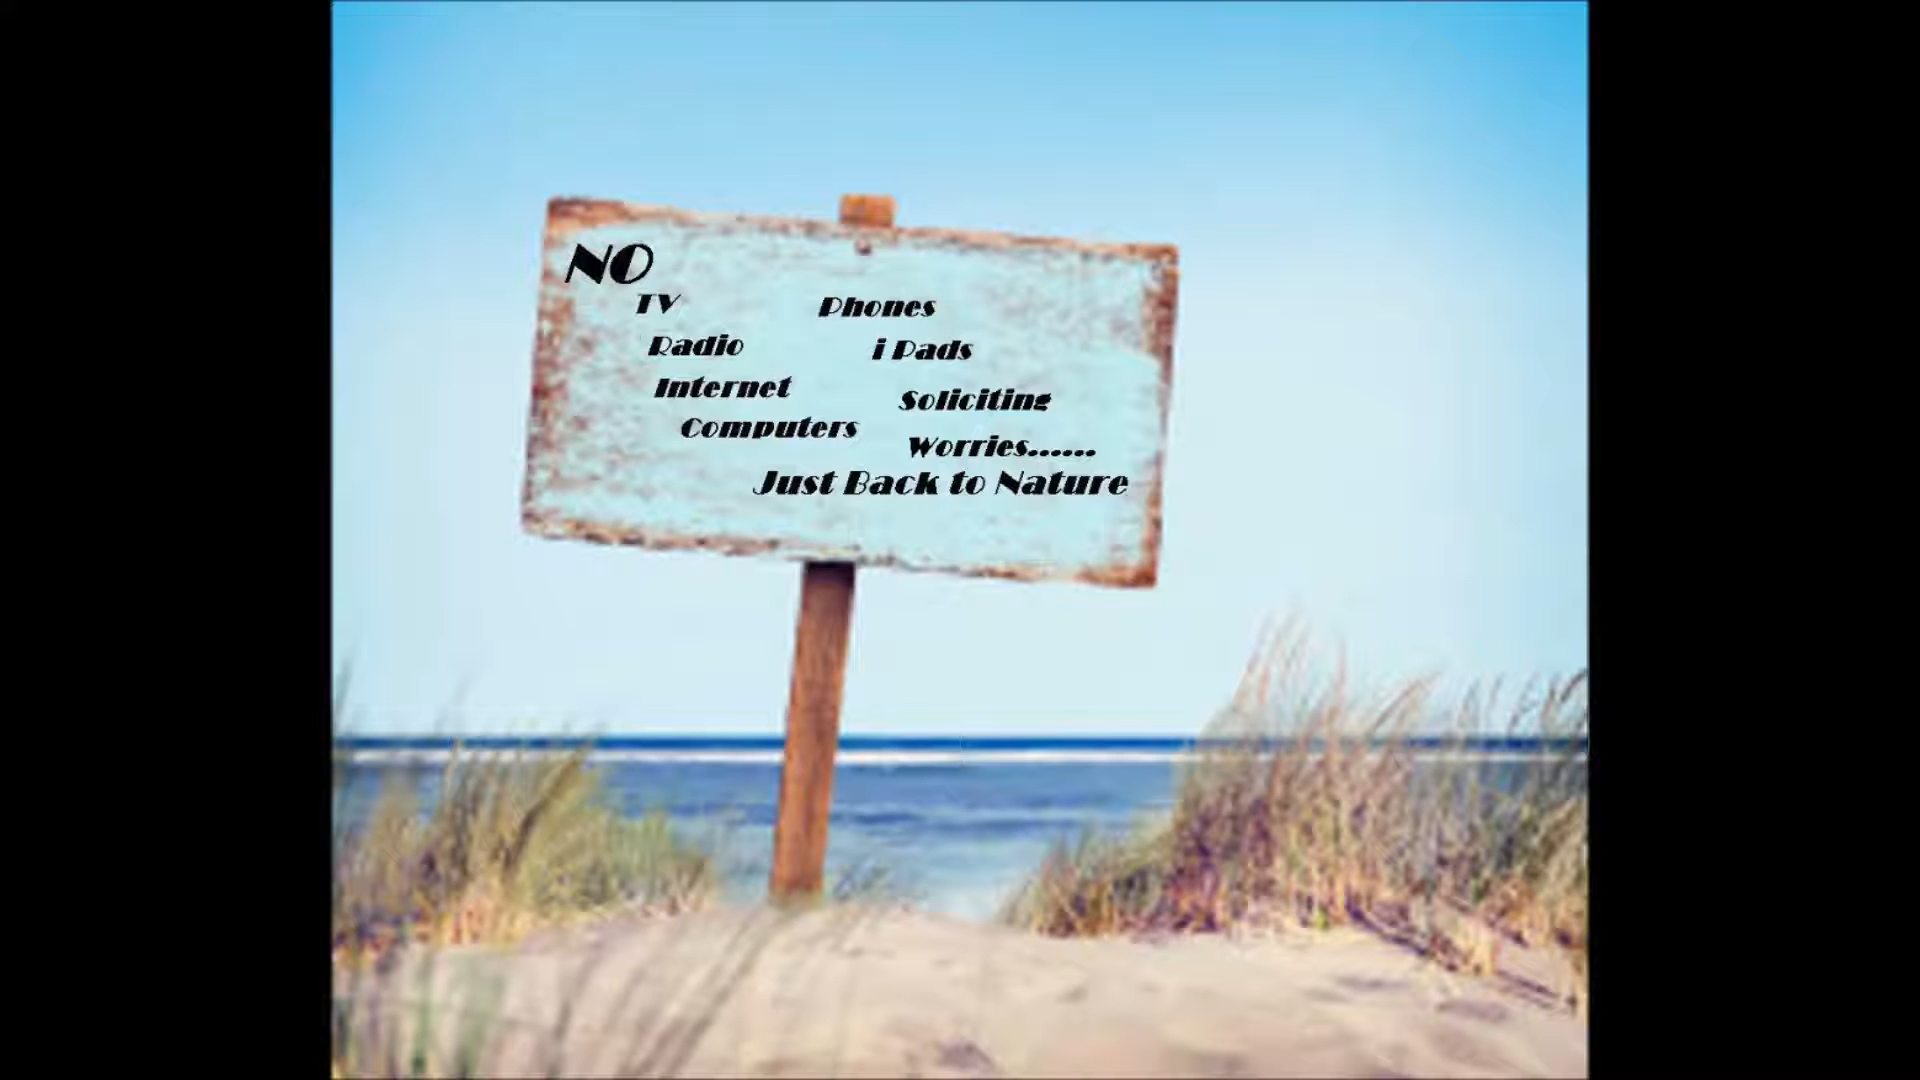 NO
TV
Radio
Internet
Computers
Phones
i Pads
Soliciting
Worries......
Just Back to Nature